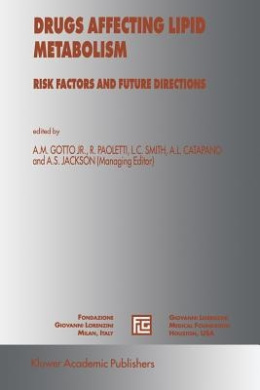 DRUGS AFFECTING LIPID
METABOLISM
RISK FACTORS AND FUTURE DIRECTIONS
edited by
A.M. GOTTO JR., R. PAOLETTI, L.C. SMITH, A.L. CATAPANO
and A.S. JACKSON (Managing Editor)
FONDAZIONE
GIOVANNI LORENZINI
MILAN, ITALY
GIOVANNI LORENZINI
MEDICAL FOUNDATION
HOUSTON, USA
Kluwer Academic Publishers